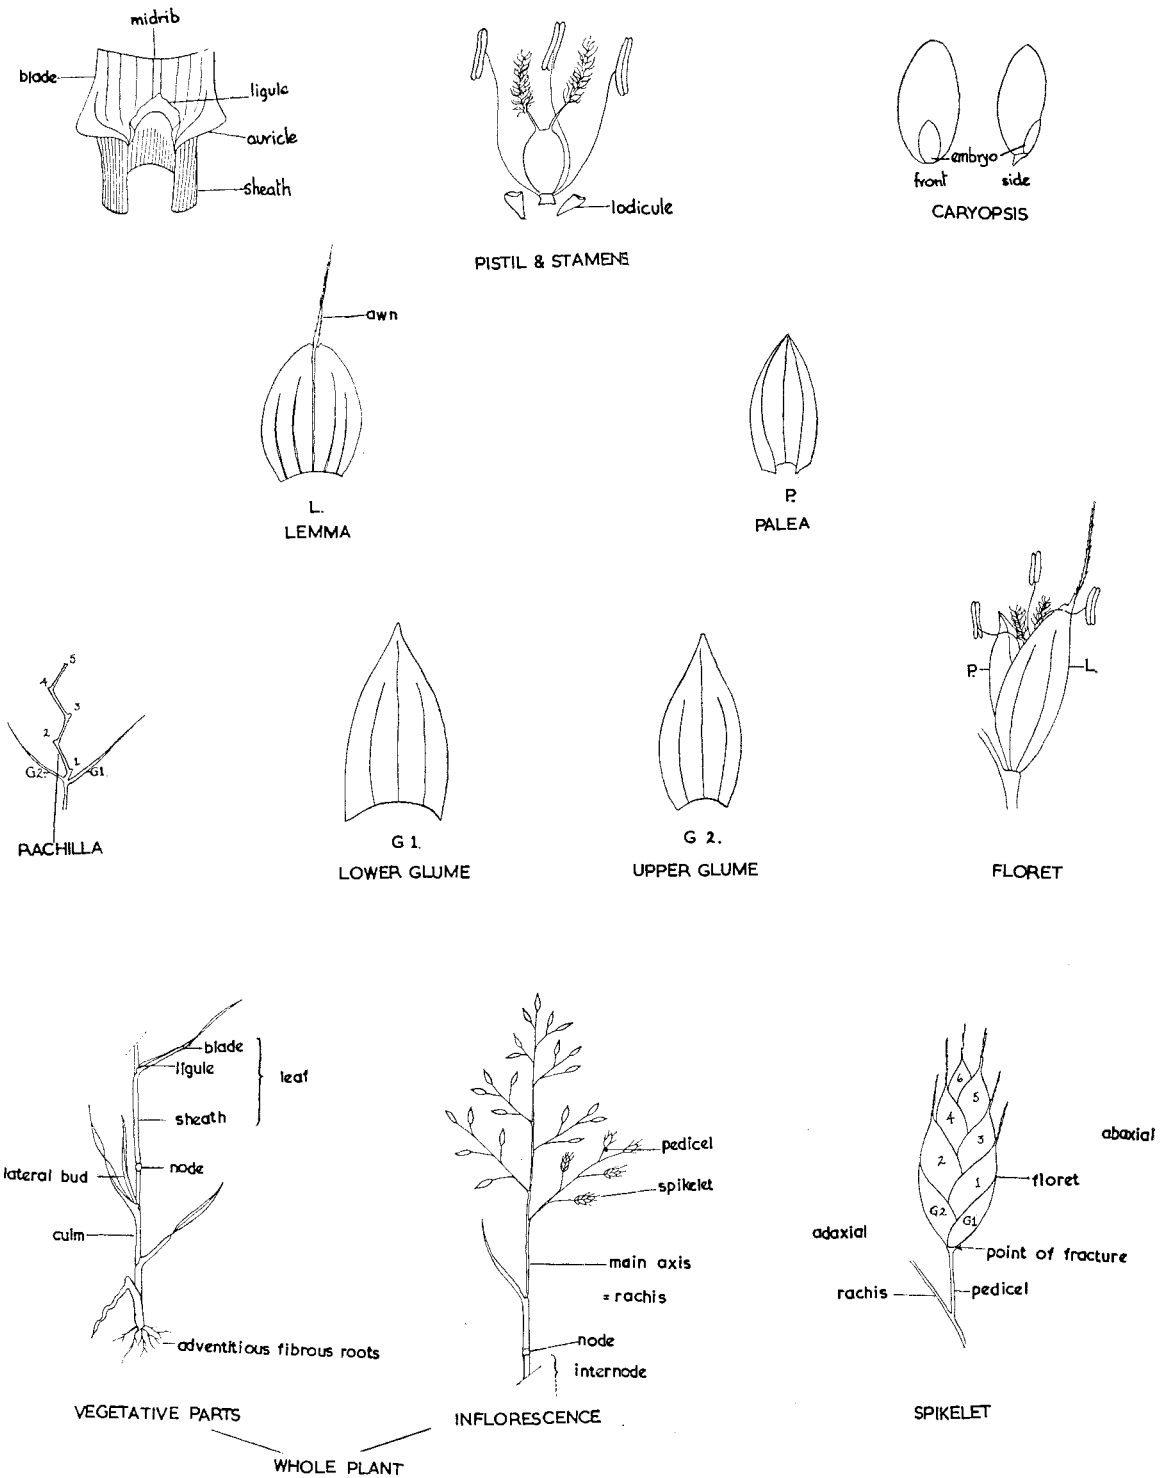 midrib
blade
ligule
auricle
sheath
lodicule
PISTIL & STAMENS
embryo
front
side
CARYOPSIS
awn
L.
LEMMA
P.
PALEA
5
4
3
2
1
G2.
G1.
RACHILLA
G 1.
LOWER GLUME
G 2.
UPPER GLUME
P.
L.
FLORET
blade
ligule
leaf
sheath
node
lateral bud
culm
adventitious fibrous roots
VEGETATIVE PARTS
pedicel
spikelet
main axis
= rachis
node
internode
INFLORESCENCE
WHOLE PLANT
6
5
4
3
2
1
G2
G1
abaxial
floret
adaxial
point of fracture
rachis
pedicel
SPIKELET